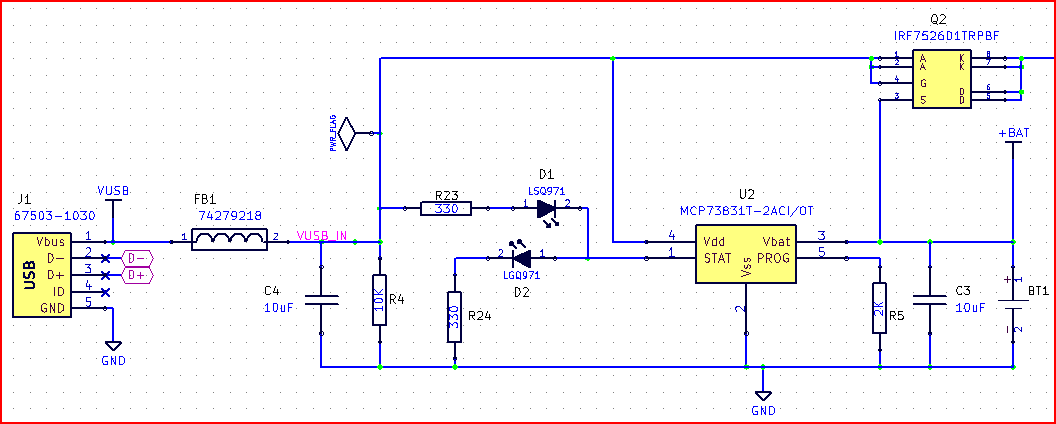 Q2
IRF7526D1TRPBF
1 A K 8
2 A K 7
4 G
D 6
3 S D 5
PWR_FLAG
+BAT
J1
67503-1030
VUSB
FB1
74279218
1 2
R23
330
D1
LSQ971
1 2
U2
MCP73831T-2ACI/OT
USB
Vbus 1
D- 2 D-
D+ 3 D+
ID 4
GND 5
VUSB_IN
2 1
LGQ971
D2
4 Vdd Vbat 3
1 STAT PROG 5
Vss
2
C4
10uF
10K
R4
330
R24
2K
R5
C3
10uF
+ 1
BT1
- 2
GND
GND